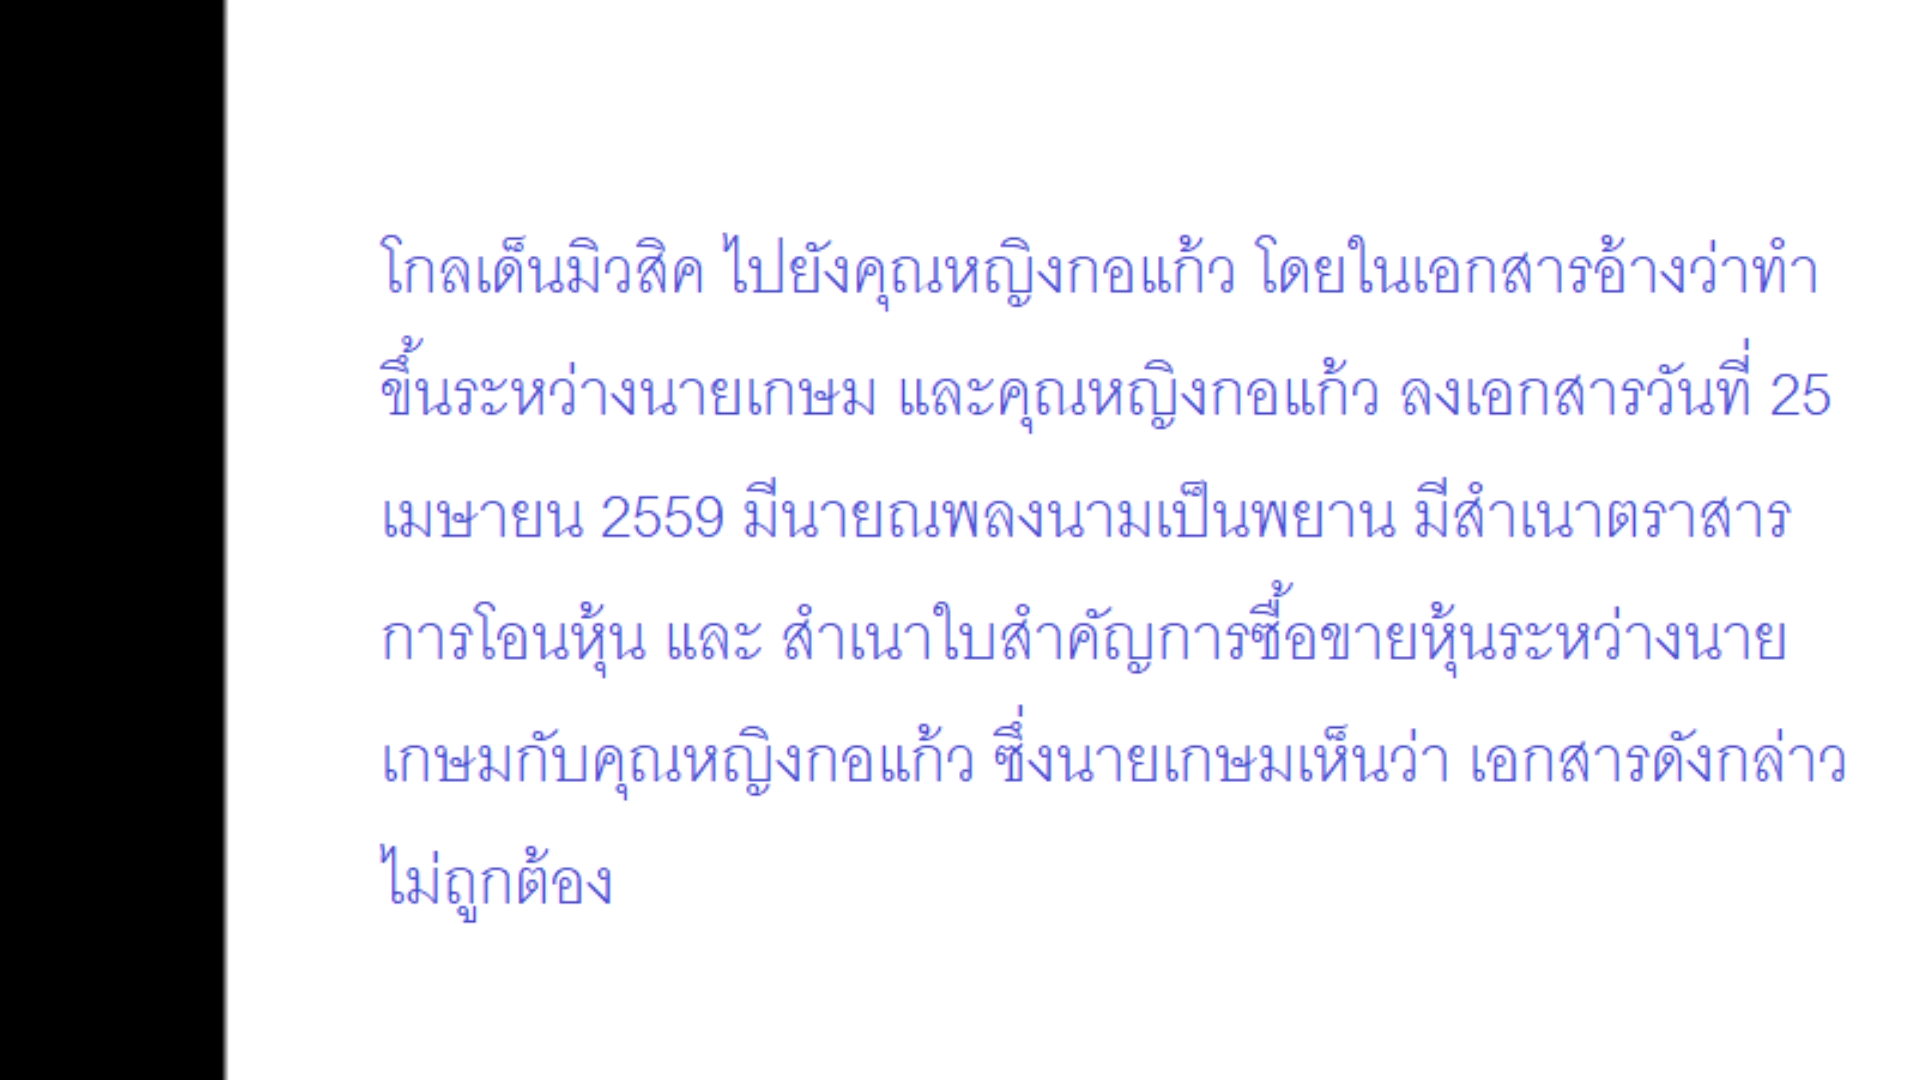 โกลเด็นมิวสิค ไปยังคุณหญิงกอแก้ว โดยในเอกสารอ้างว่าทำ
ขึ้นระหว่างนายเกษม และคุณหญิงกอแก้ว ลงเอกสารวันที่ 25
เมษายน 2559 มีนายณพลงนามเป็นพยาน มีสำเนาตราสาร
การโอนหุ้น และ สำเนาใบสำคัญการซื้อขายหุ้นระหว่างนาย
เกษมกับคุณหญิงกอแก้ว ซึ่งนายเกษมเห็นว่า เอกสารดังกล่าว
ไม่ถูกต้อง